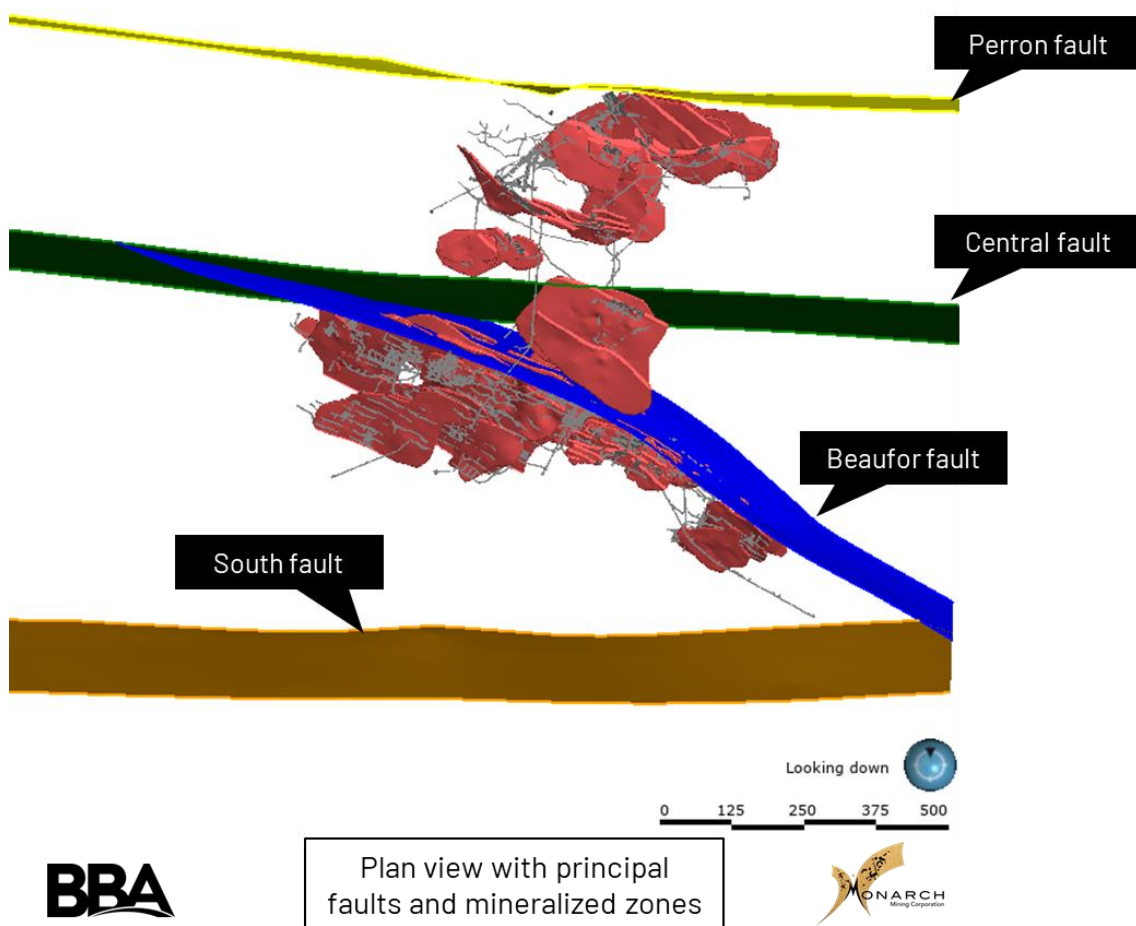 Perron fault
Central fault
Beaufor fault
South fault
Looking down
0 125 250 375 500
BBA
Plan view with principal
faults and mineralized zones
MONARCH
Mining Corporation